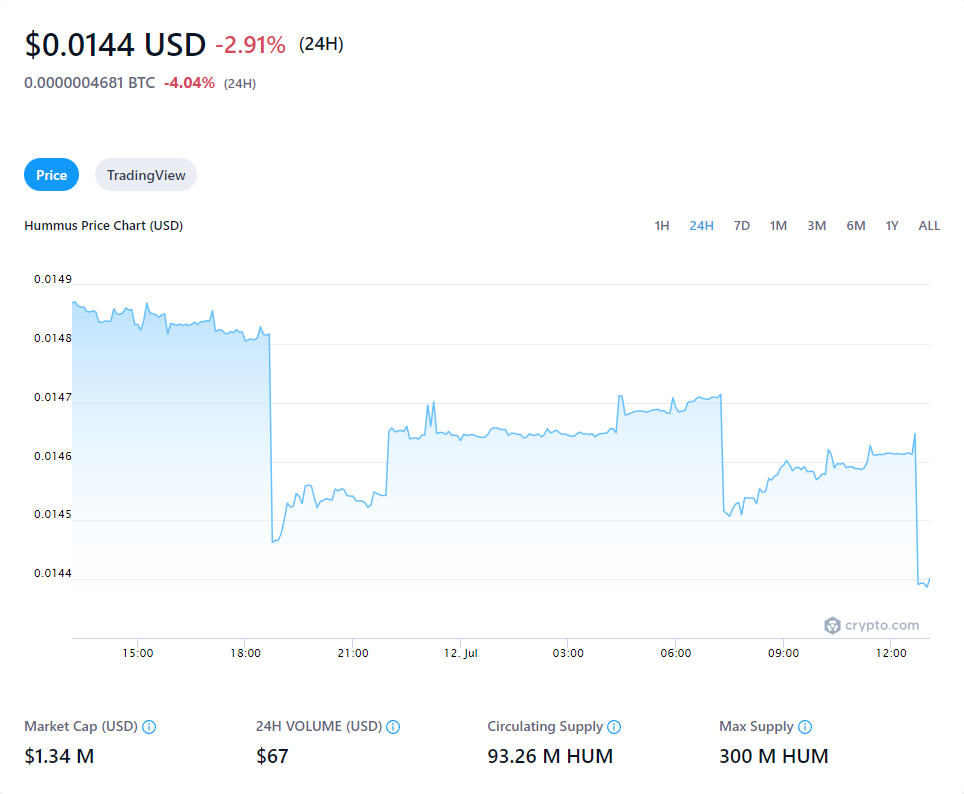 $0.0144 USD -2.91% (24H)
0.0000004681 BTC -4.04% (24H)
Price TradingView
Hummus Price Chart (USD)
1H 24H 7D 1M 3M 6M 1Y ALL
0.0149
0.0148
0.0147
0.0146
0.0145
0.0144
crypto.com
15:00 18:00 21:00 12. Jul 03:00 06:00 09:00 12:00
Market Cap (USD) 24H VOLUME (USD) Circulating Supply Max Supply
$1.34 M $67 93.26 M HUM 300 M HUM